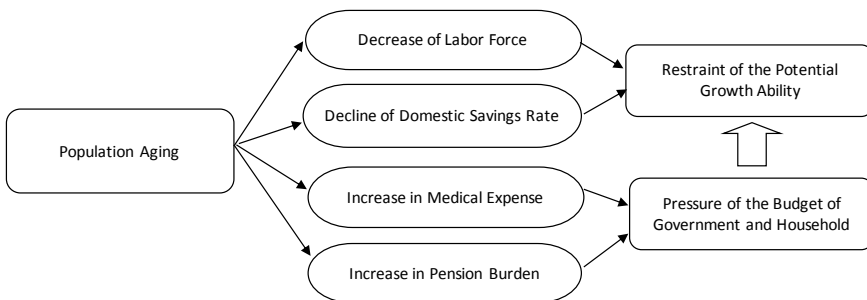 Population Aging
Decrease of Labor Force
Decline of Domestic Savings Rate
Increase in Medical Expense
Increase in Pension Burden
Restraint of the Potential
Growth Ability
Pressure of the Budget of
Government and Household